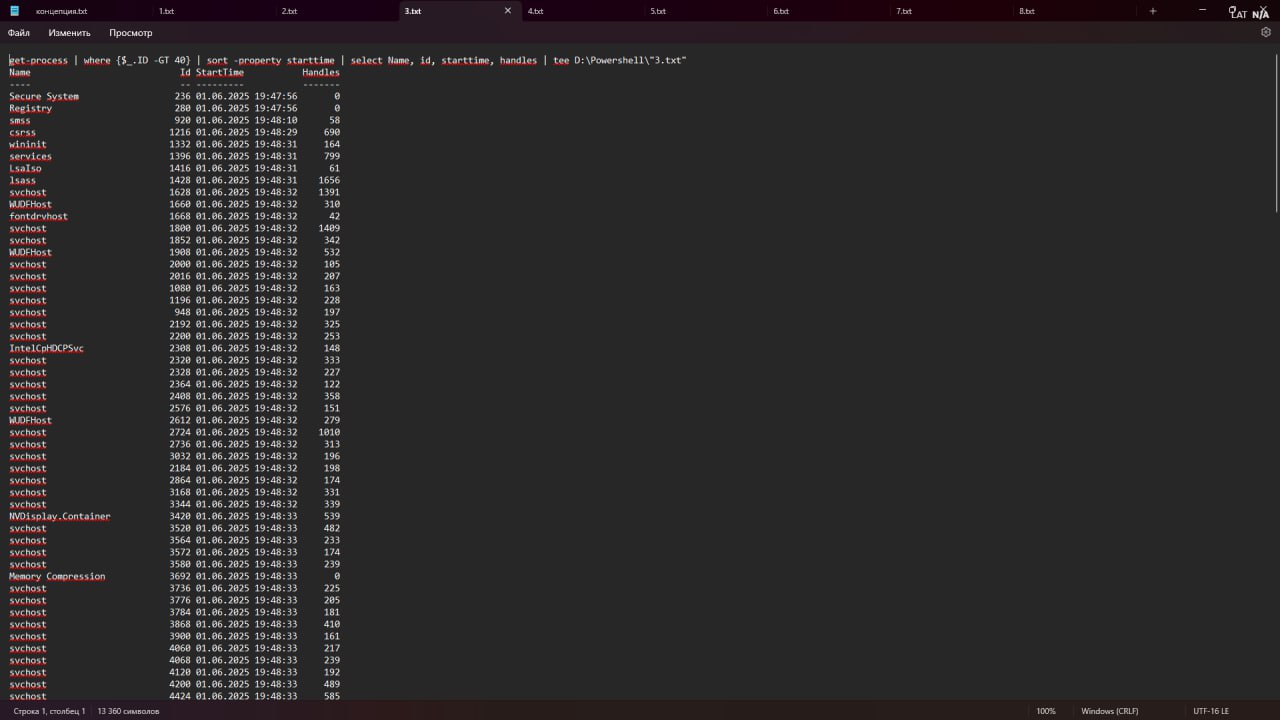 концепция.txt 1.txt 2.txt 3.txt 4.txt 5.txt 6.txt 7.txt 8.txt
LAT N/A
Файл Изменить Просмотр
get-process | where {$_.ID -GT 40} | sort -property starttime | select Name, id, starttime, handles | tee D:\Powershell\"3.txt"
Name Id StartTime Handles
---- -- --------- -------
Secure System 236 01.06.2025 19:47:56 0
Registry 280 01.06.2025 19:47:56 0
smss 920 01.06.2025 19:48:10 58
csrss 1216 01.06.2025 19:48:29 690
wininit 1332 01.06.2025 19:48:31 164
services 1396 01.06.2025 19:48:31 799
LsaIso 1416 01.06.2025 19:48:31 61
lsass 1428 01.06.2025 19:48:31 1656
svchost 1628 01.06.2025 19:48:32 1391
WUDFHost 1660 01.06.2025 19:48:32 310
fontdrvhost 1668 01.06.2025 19:48:32 42
svchost 1800 01.06.2025 19:48:32 1409
svchost 1852 01.06.2025 19:48:32 342
WUDFHost 1908 01.06.2025 19:48:32 532
svchost 2000 01.06.2025 19:48:32 105
svchost 2016 01.06.2025 19:48:32 207
svchost 1080 01.06.2025 19:48:32 163
svchost 1196 01.06.2025 19:48:32 228
svchost 948 01.06.2025 19:48:32 197
svchost 2192 01.06.2025 19:48:32 325
svchost 2200 01.06.2025 19:48:32 253
IntelCpHDCPSvc 2308 01.06.2025 19:48:32 148
svchost 2320 01.06.2025 19:48:32 333
svchost 2328 01.06.2025 19:48:32 227
svchost 2364 01.06.2025 19:48:32 122
svchost 2408 01.06.2025 19:48:32 358
svchost 2576 01.06.2025 19:48:32 151
WUDFHost 2612 01.06.2025 19:48:32 279
svchost 2724 01.06.2025 19:48:32 1010
svchost 2736 01.06.2025 19:48:32 313
svchost 3032 01.06.2025 19:48:32 196
svchost 2184 01.06.2025 19:48:32 198
svchost 2864 01.06.2025 19:48:32 174
svchost 3168 01.06.2025 19:48:32 331
svchost 3344 01.06.2025 19:48:32 339
NVDisplay.Container 3420 01.06.2025 19:48:33 539
svchost 3520 01.06.2025 19:48:33 482
svchost 3564 01.06.2025 19:48:33 233
svchost 3572 01.06.2025 19:48:33 174
svchost 3580 01.06.2025 19:48:33 239
Memory Compression 3692 01.06.2025 19:48:33 0
svchost 3736 01.06.2025 19:48:33 225
svchost 3776 01.06.2025 19:48:33 205
svchost 3784 01.06.2025 19:48:33 181
svchost 3868 01.06.2025 19:48:33 410
svchost 3900 01.06.2025 19:48:33 161
svchost 4060 01.06.2025 19:48:33 217
svchost 4068 01.06.2025 19:48:33 239
svchost 4120 01.06.2025 19:48:33 192
svchost 4200 01.06.2025 19:48:33 489
svchost 4424 01.06.2025 19:48:33 585
Строка 1, столбец 1 13 360 символов 100% Windows (CRLF) UTF-16 LE